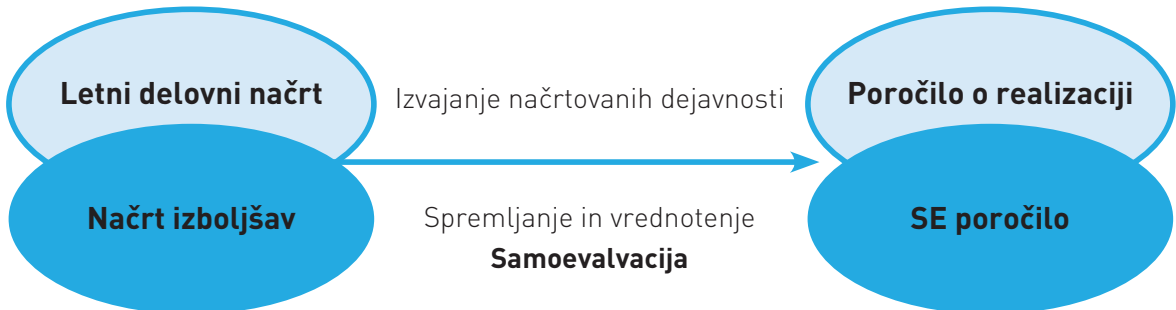 Letni delovni načrt
Izvajanje načrtovanih dejavnosti
Poročilo o realizaciji
Načrt izboljšav
Spremljanje in vrednotenje
Samoevalvacija
SE poročilo